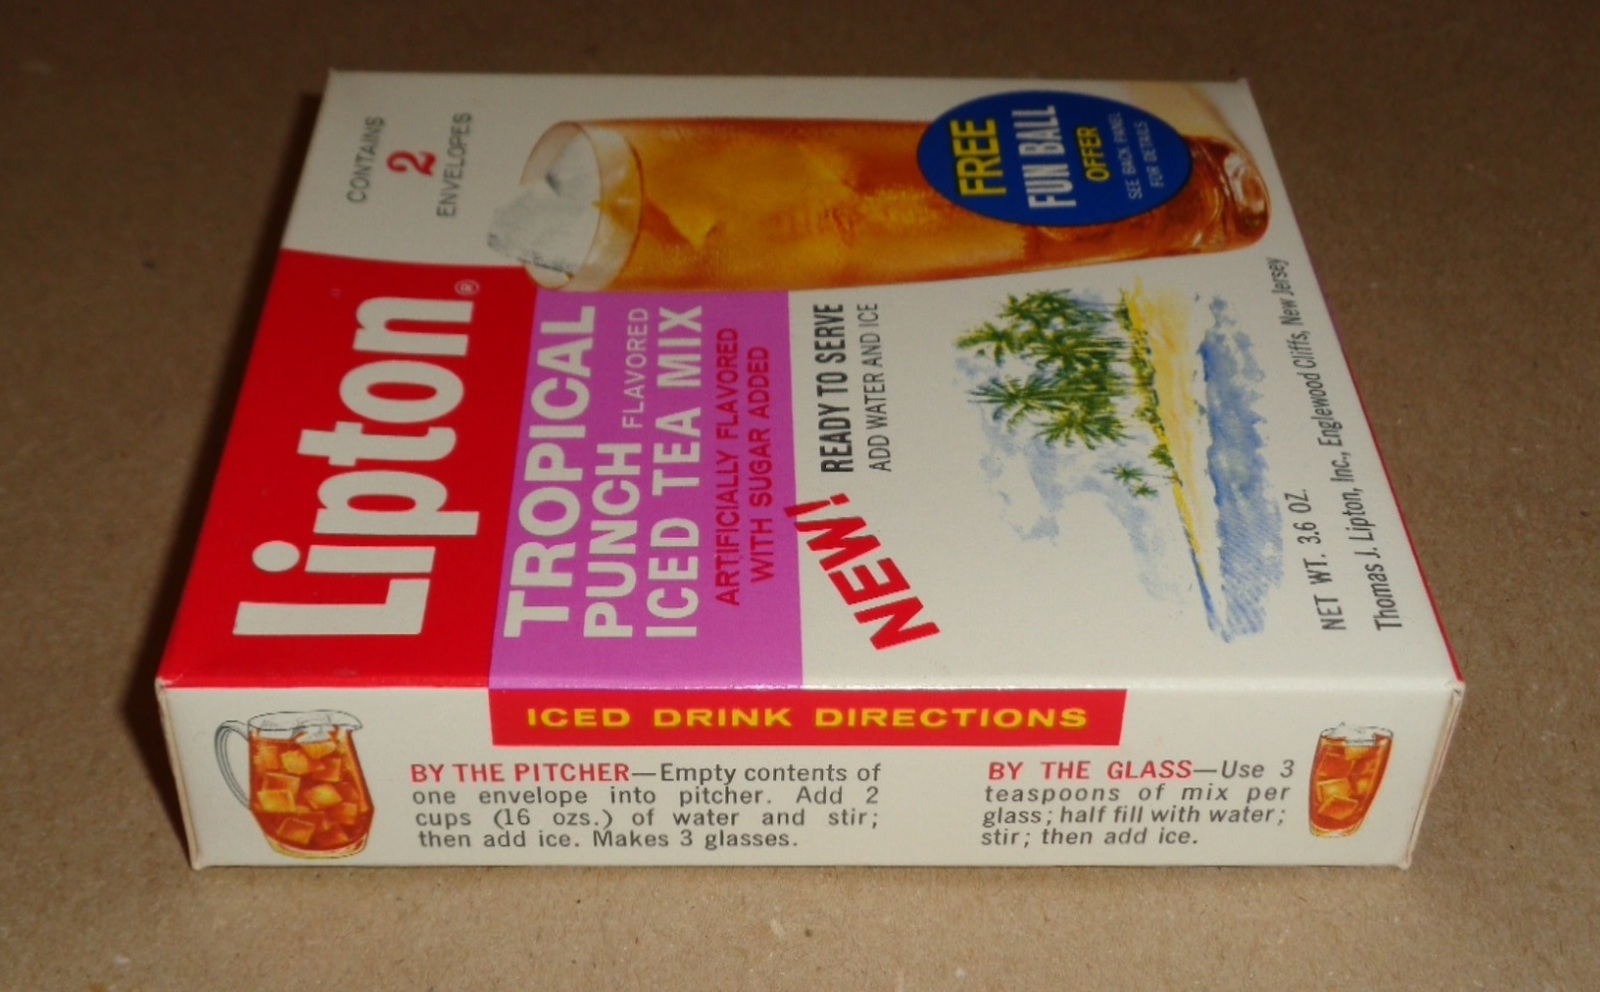 CONTAINS
2
ENVELOPES
Lipton®
TROPICAL
PUNCH FLAVORED
ICED TEA MIX
ARTIFICIALLY FLAVORED
WITH SUGAR ADDED
NEW!
READY TO SERVE
ADD WATER AND ICE
FREE
FUN BALL
OFFER
SEE BACK PANEL
FOR DETAILS
NET WT. 3.6 OZ.
Thomas J. Lipton, Inc., Englewood Cliffs, New Jersey
ICED DRINK DIRECTIONS
BY THE PITCHER—Empty contents of
one envelope into pitcher. Add 2
cups (16 ozs.) of water and stir;
then add ice. Makes 3 glasses.
BY THE GLASS—Use 3
teaspoons of mix per
glass; half fill with water;
stir; then add ice.